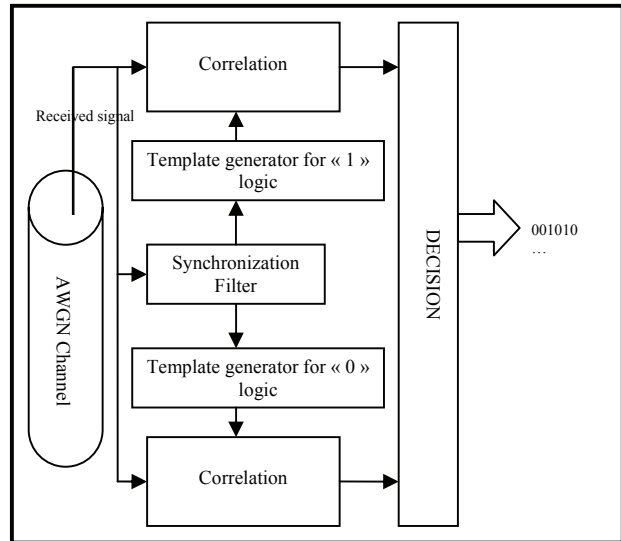 Correlation
Received signal
Template generator for « 1 »
logic
Synchronization
Filter
AWGN Channel
DECISION
001010
…
Template generator for « 0 »
logic
Correlation